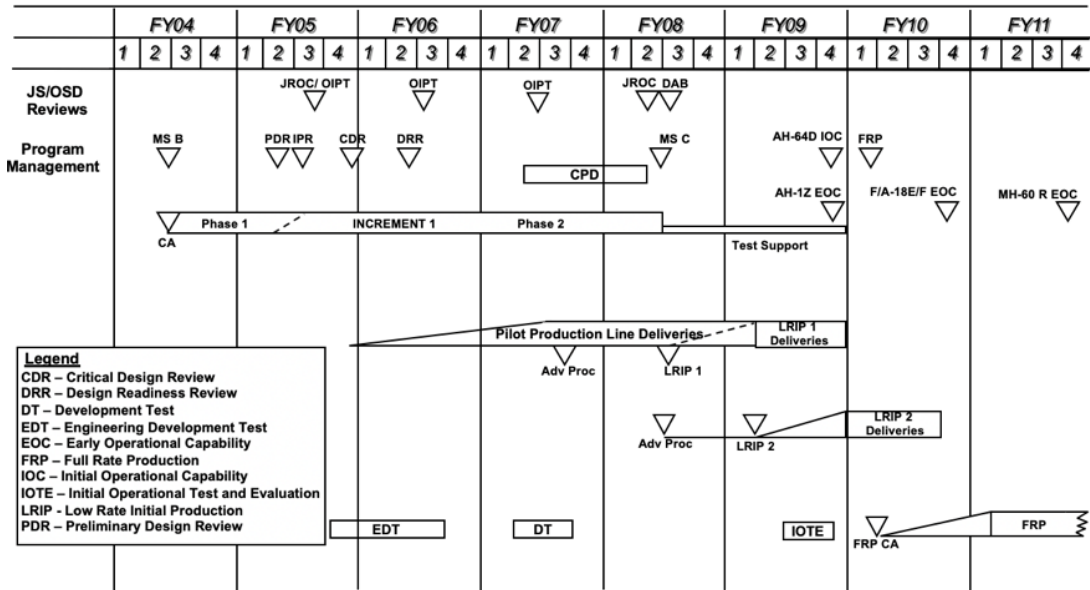 FY04 FY05 FY06 FY07 FY08 FY09 FY10 FY11
1 2 3 4 1 2 3 4 1 2 3 4 1 2 3 4 1 2 3 4 1 2 3 4 1 2 3 4 1 2 3 4
JS/OSD
Reviews
JROC/ OIPT OIPT OIPT JROC DAB
Program
Management
MS B PDR IPR CDR DRR MS C AH-64D IOC FRP
CPD
AH-1Z EOC F/A-18E/F EOC MH-60 R EOC
Phase 1 INCREMENT 1 Phase 2
CA
Test Support
Pilot Production Line Deliveries
LRIP 1
Deliveries
Adv Proc LRIP 1
LRIP 2
Deliveries
Adv Proc LRIP 2
EDT DT IOTE FRP
FRP CA
Legend
CDR – Critical Design Review
DRR – Design Readiness Review
DT – Development Test
EDT – Engineering Development Test
EOC – Early Operational Capability
FRP – Full Rate Production
IOC – Initial Operational Capability
IOTE – Initial Operational Test and Evaluation
LRIP - Low Rate Initial Production
PDR – Preliminary Design Review